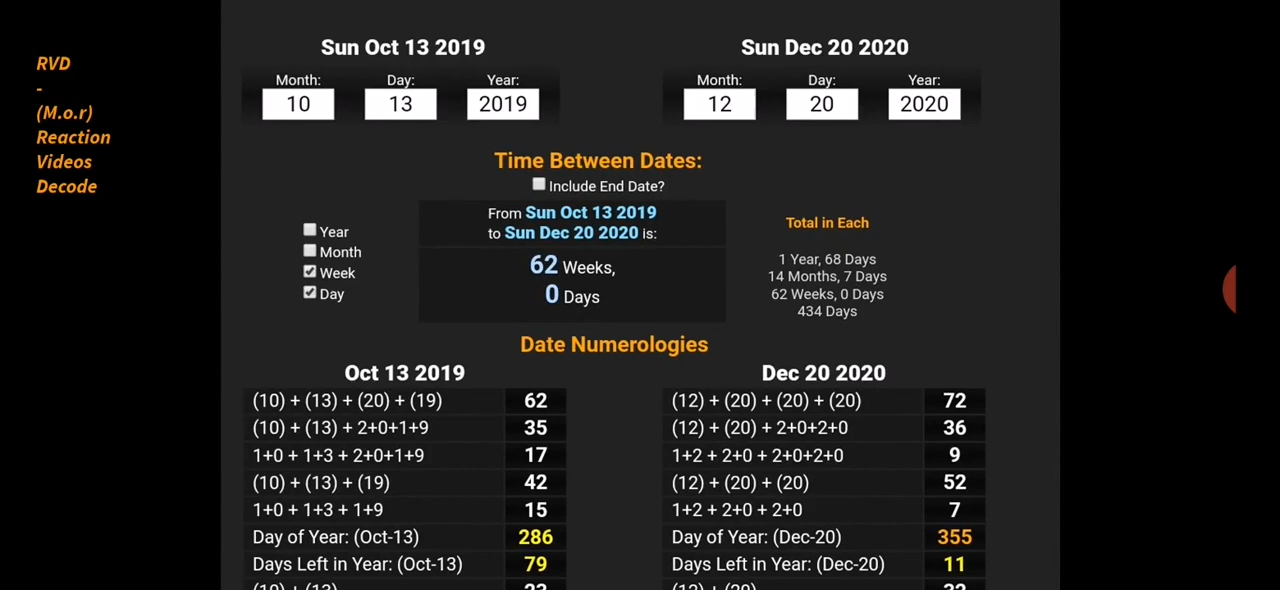 RVD
-
(M.o.r)
Reaction
Videos
Decode
Sun Oct 13 2019
Month: Day: Year:
10 13 2019
Sun Dec 20 2020
Month: Day: Year:
12 20 2020
Time Between Dates:
Include End Date?
Year
Month
Week
Day
From Sun Oct 13 2019
to Sun Dec 20 2020 is:
62 Weeks,
0 Days
Total in Each
1 Year, 68 Days
14 Months, 7 Days
62 Weeks, 0 Days
434 Days
Date Numerologies
Oct 13 2019
(10) + (13) + (20) + (19) 62
(10) + (13) + 2+0+1+9 35
1+0 + 1+3 + 2+0+1+9 17
(10) + (13) + (19) 42
1+0 + 1+3 + 1+9 15
Day of Year: (Oct-13) 286
Days Left in Year: (Oct-13) 79
(10) + (13) 23
Dec 20 2020
(12) + (20) + (20) + (20) 72
(12) + (20) + 2+0+2+0 36
1+2 + 2+0 + 2+0+2+0 9
(12) + (20) + (20) 52
1+2 + 2+0 + 2+0 7
Day of Year: (Dec-20) 355
Days Left in Year: (Dec-20) 11
(12) + (20) 32